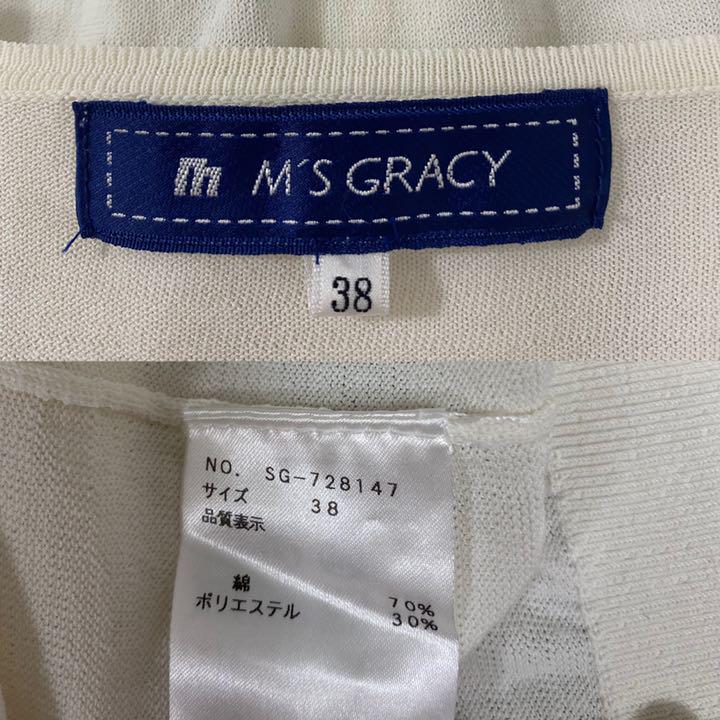 m M'S GRACY
38
NO. SG-728147
サイズ 38
品質表示
綿 70%
ポリエステル 30%